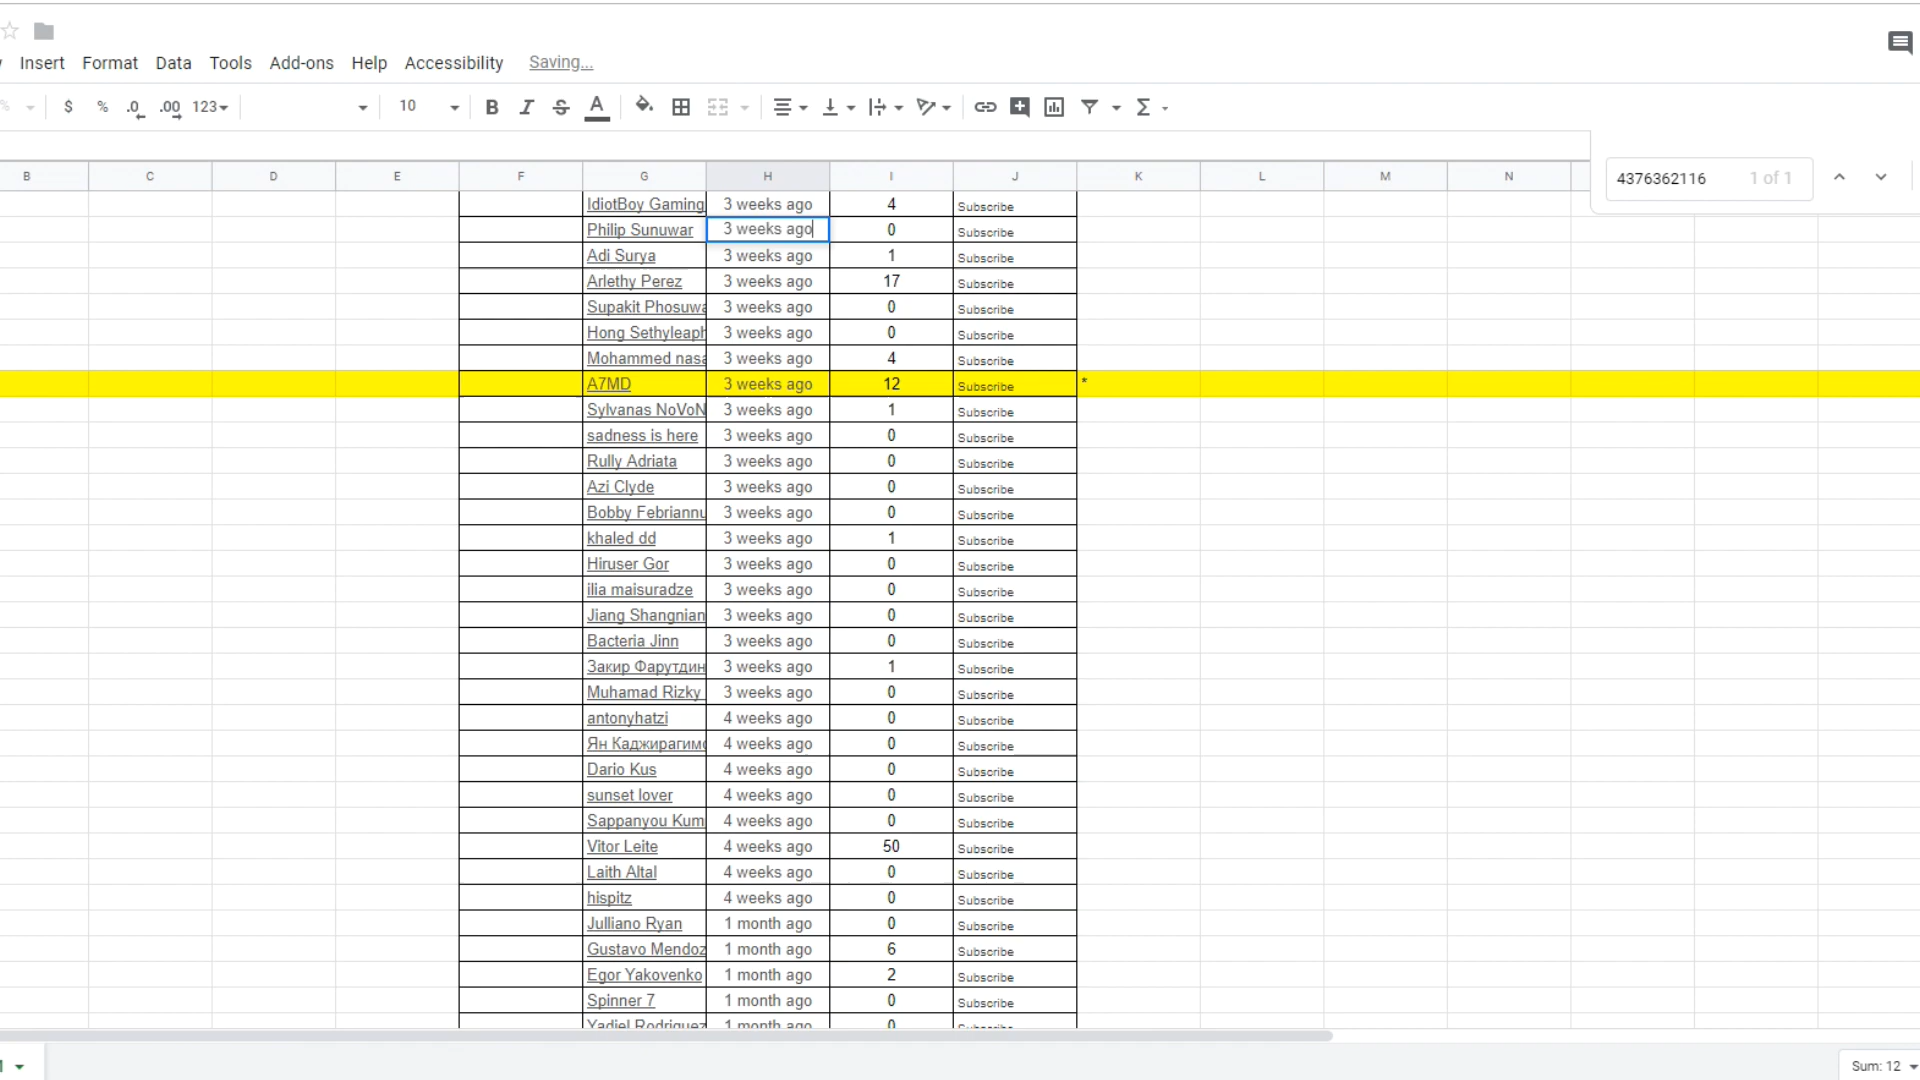 Insert Format Data Tools Add-ons Help Accessibility Saving...
% $ % .0 .00 123 10 B I S A
4376362116 1 of 1
B C D E F G H I J K L M N
IdiotBoy Gaming 3 weeks ago 4 Subscribe
Philip Sunuwar 3 weeks ago 0 Subscribe
Adi Surya 3 weeks ago 1 Subscribe
Arlethy Perez 3 weeks ago 17 Subscribe
Supakit Phosuwa 3 weeks ago 0 Subscribe
Hong Sethyleaph 3 weeks ago 0 Subscribe
Mohammed nasa 3 weeks ago 4 Subscribe
A7MD 3 weeks ago 12 Subscribe *
Sylvanas NoVoN 3 weeks ago 1 Subscribe
sadness is here 3 weeks ago 0 Subscribe
Rully Adriata 3 weeks ago 0 Subscribe
Azi Clyde 3 weeks ago 0 Subscribe
Bobby Febriannu 3 weeks ago 0 Subscribe
khaled dd 3 weeks ago 1 Subscribe
Hiruser Gor 3 weeks ago 0 Subscribe
ilia maisuradze 3 weeks ago 0 Subscribe
Jiang Shangnian 3 weeks ago 0 Subscribe
Bacteria Jinn 3 weeks ago 0 Subscribe
Закир Фарутдин 3 weeks ago 1 Subscribe
Muhamad Rizky 3 weeks ago 0 Subscribe
antonyhatzi 4 weeks ago 0 Subscribe
Ян Каджирагимо 4 weeks ago 0 Subscribe
Dario Kus 4 weeks ago 0 Subscribe
sunset lover 4 weeks ago 0 Subscribe
Sappanyou Kum 4 weeks ago 0 Subscribe
Vitor Leite 4 weeks ago 50 Subscribe
Laith Altal 4 weeks ago 0 Subscribe
hispitz 4 weeks ago 0 Subscribe
Julliano Ryan 1 month ago 0 Subscribe
Gustavo Mendoz 1 month ago 6 Subscribe
Egor Yakovenko 1 month ago 2 Subscribe
Spinner 7 1 month ago 0 Subscribe
Yadiel Rodriguez 1 month ago 0 Subscribe
Sum: 12